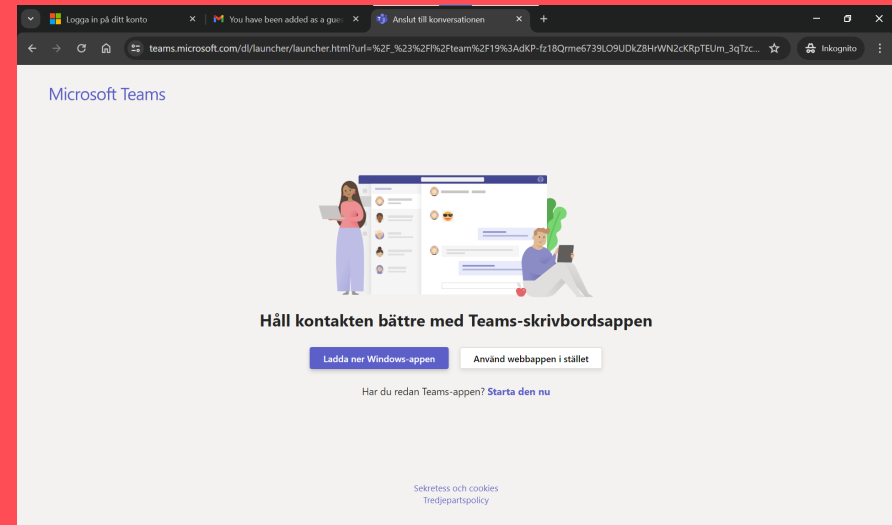 Logga in på ditt konto
You have been added as a gues
Anslut till konversationen
teams.microsoft.com/dl/launcher/launcher.html?url=%2F_%23%2Fl%2Fteam%2F19%3AdKP-fz18Qrme6739LO9UDkZ8HrWN2cKRpTEUm_3qTzc...
Inkognito
Microsoft Teams
Håll kontakten bättre med Teams-skrivbordsappen
Ladda ner Windows-appen
Använd webbappen i stället
Har du redan Teams-appen? Starta den nu
Sekretess och cookies
Tredjepartspolicy